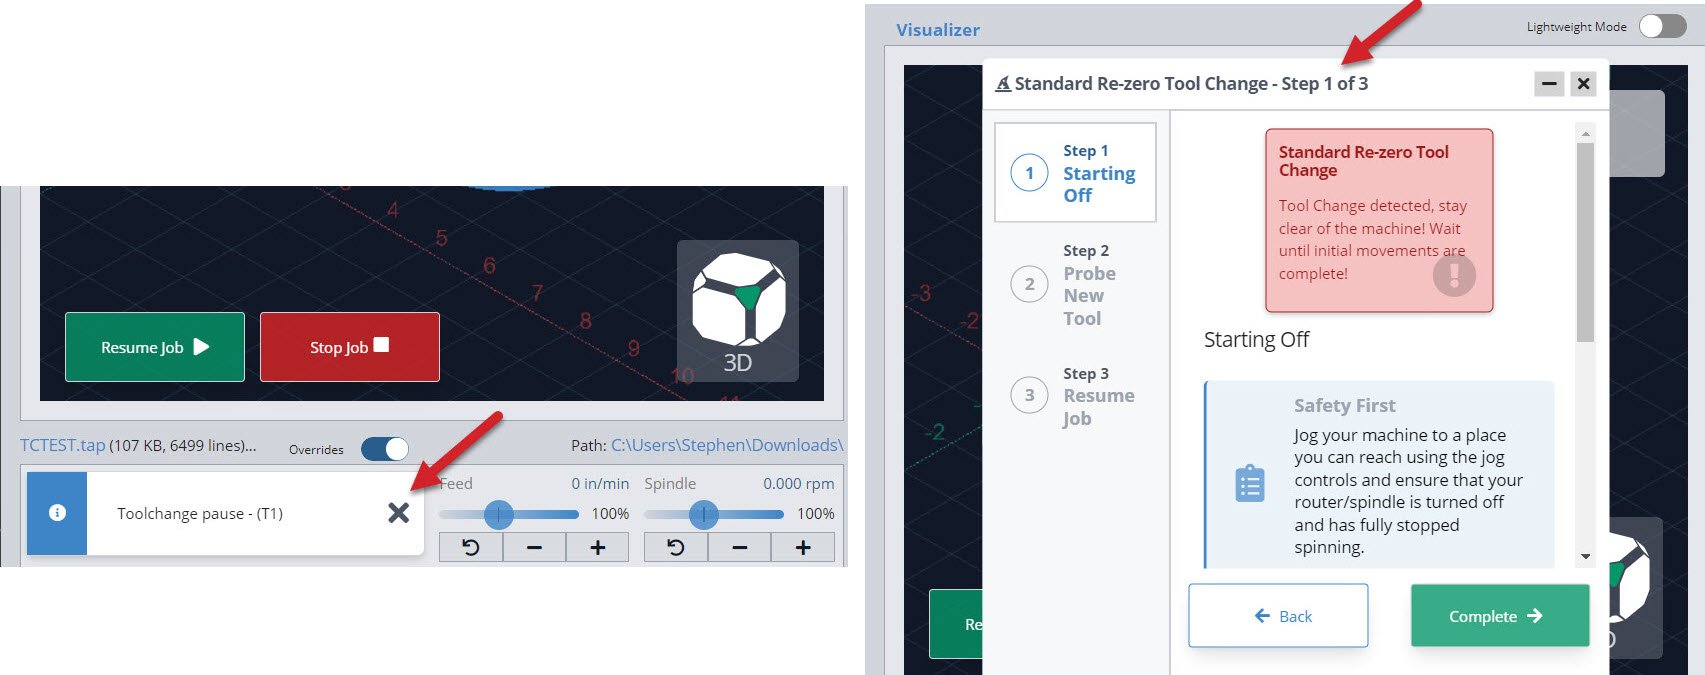 4
5
6
7
8
9
10
Resume Job
Stop Job
3D
TCTEST.tap (107 KB, 6499 lines)...
Overrides
Path: C:\Users\Stephen\Downloads\
Toolchange pause - (T1)
Feed
0 in/min
100%
Spindle
0.000 rpm
100%
Visualizer
Lightweight Mode
Standard Re-zero Tool Change - Step 1 of 3
1
Step 1
Starting
Off
2
Step 2
Probe
New
Tool
3
Step 3
Resume
Job
Standard Re-zero Tool
Change
Tool Change detected, stay
clear of the machine! Wait
until initial movements are
complete!
Starting Off
Safety First
Jog your machine to a place
you can reach using the jog
controls and ensure that your
router/spindle is turned off
and has fully stopped
spinning.
Back
Complete
-3
-2
-2
Re